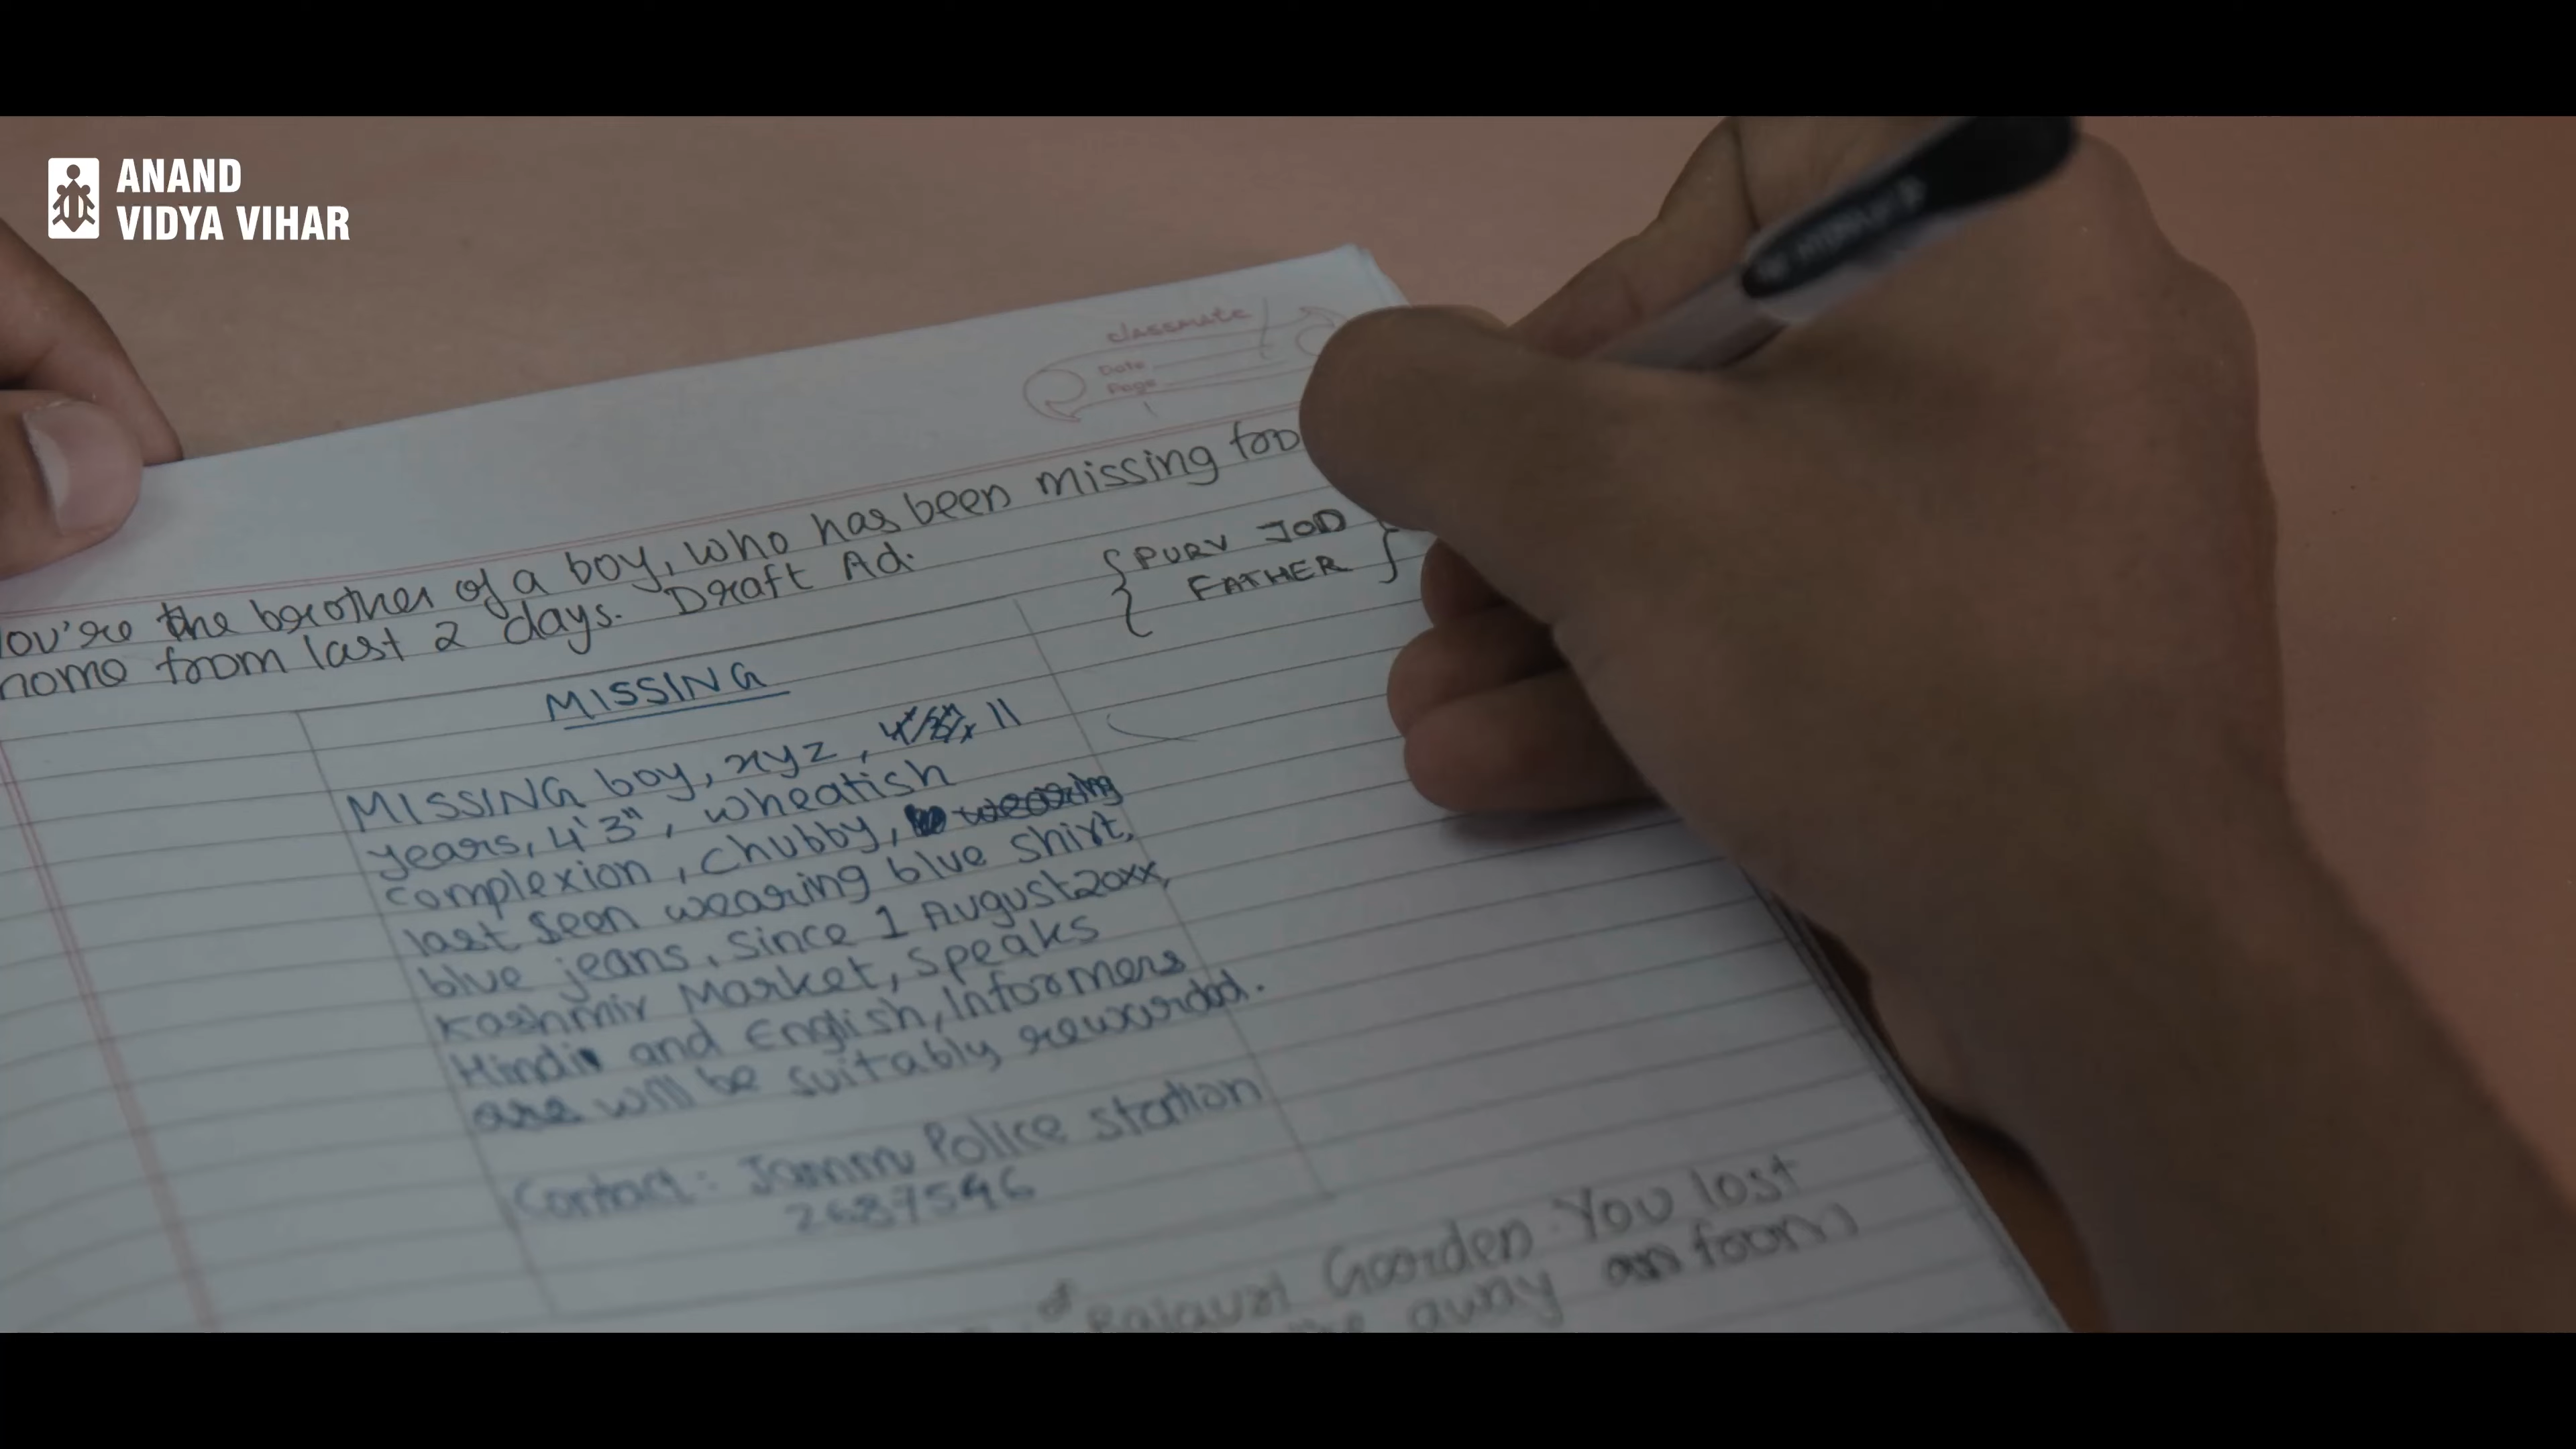 ANAND
VIDYA VIHAR
classmate
Date
Page
You're the brother of a boy, who has been missing
home from last 2 days. Draft Ad.
{ PURV JOD
FATHER }
MISSING
MISSING boy, xyz, 11
years, 4'3", wheatish
complexion, chubby, wearing
last seen wearing blue shirt,
blue jeans, since 1 August 20xx,
Kashmir Market, speaks
Hindi and English, Informers
are will be suitably rewarded.
Contact: Jammu Police station
2687546
Garden. You lost
away